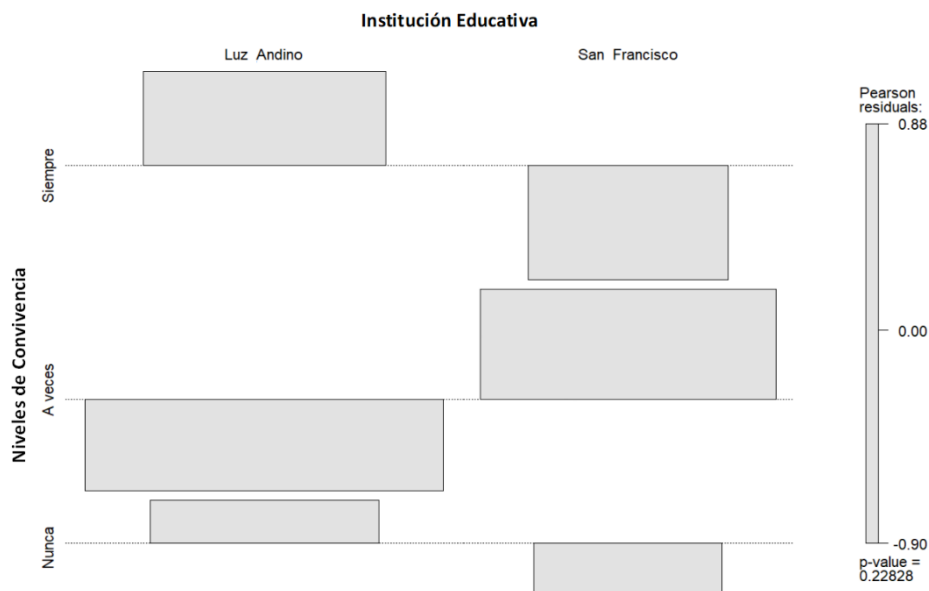 Institución Educativa
Luz Andino
San Francisco
Niveles de Convivencia
Siempre
A veces
Nunca
Pearson
residuals:
0.88
0.00
-0.90
p-value =
0.22828